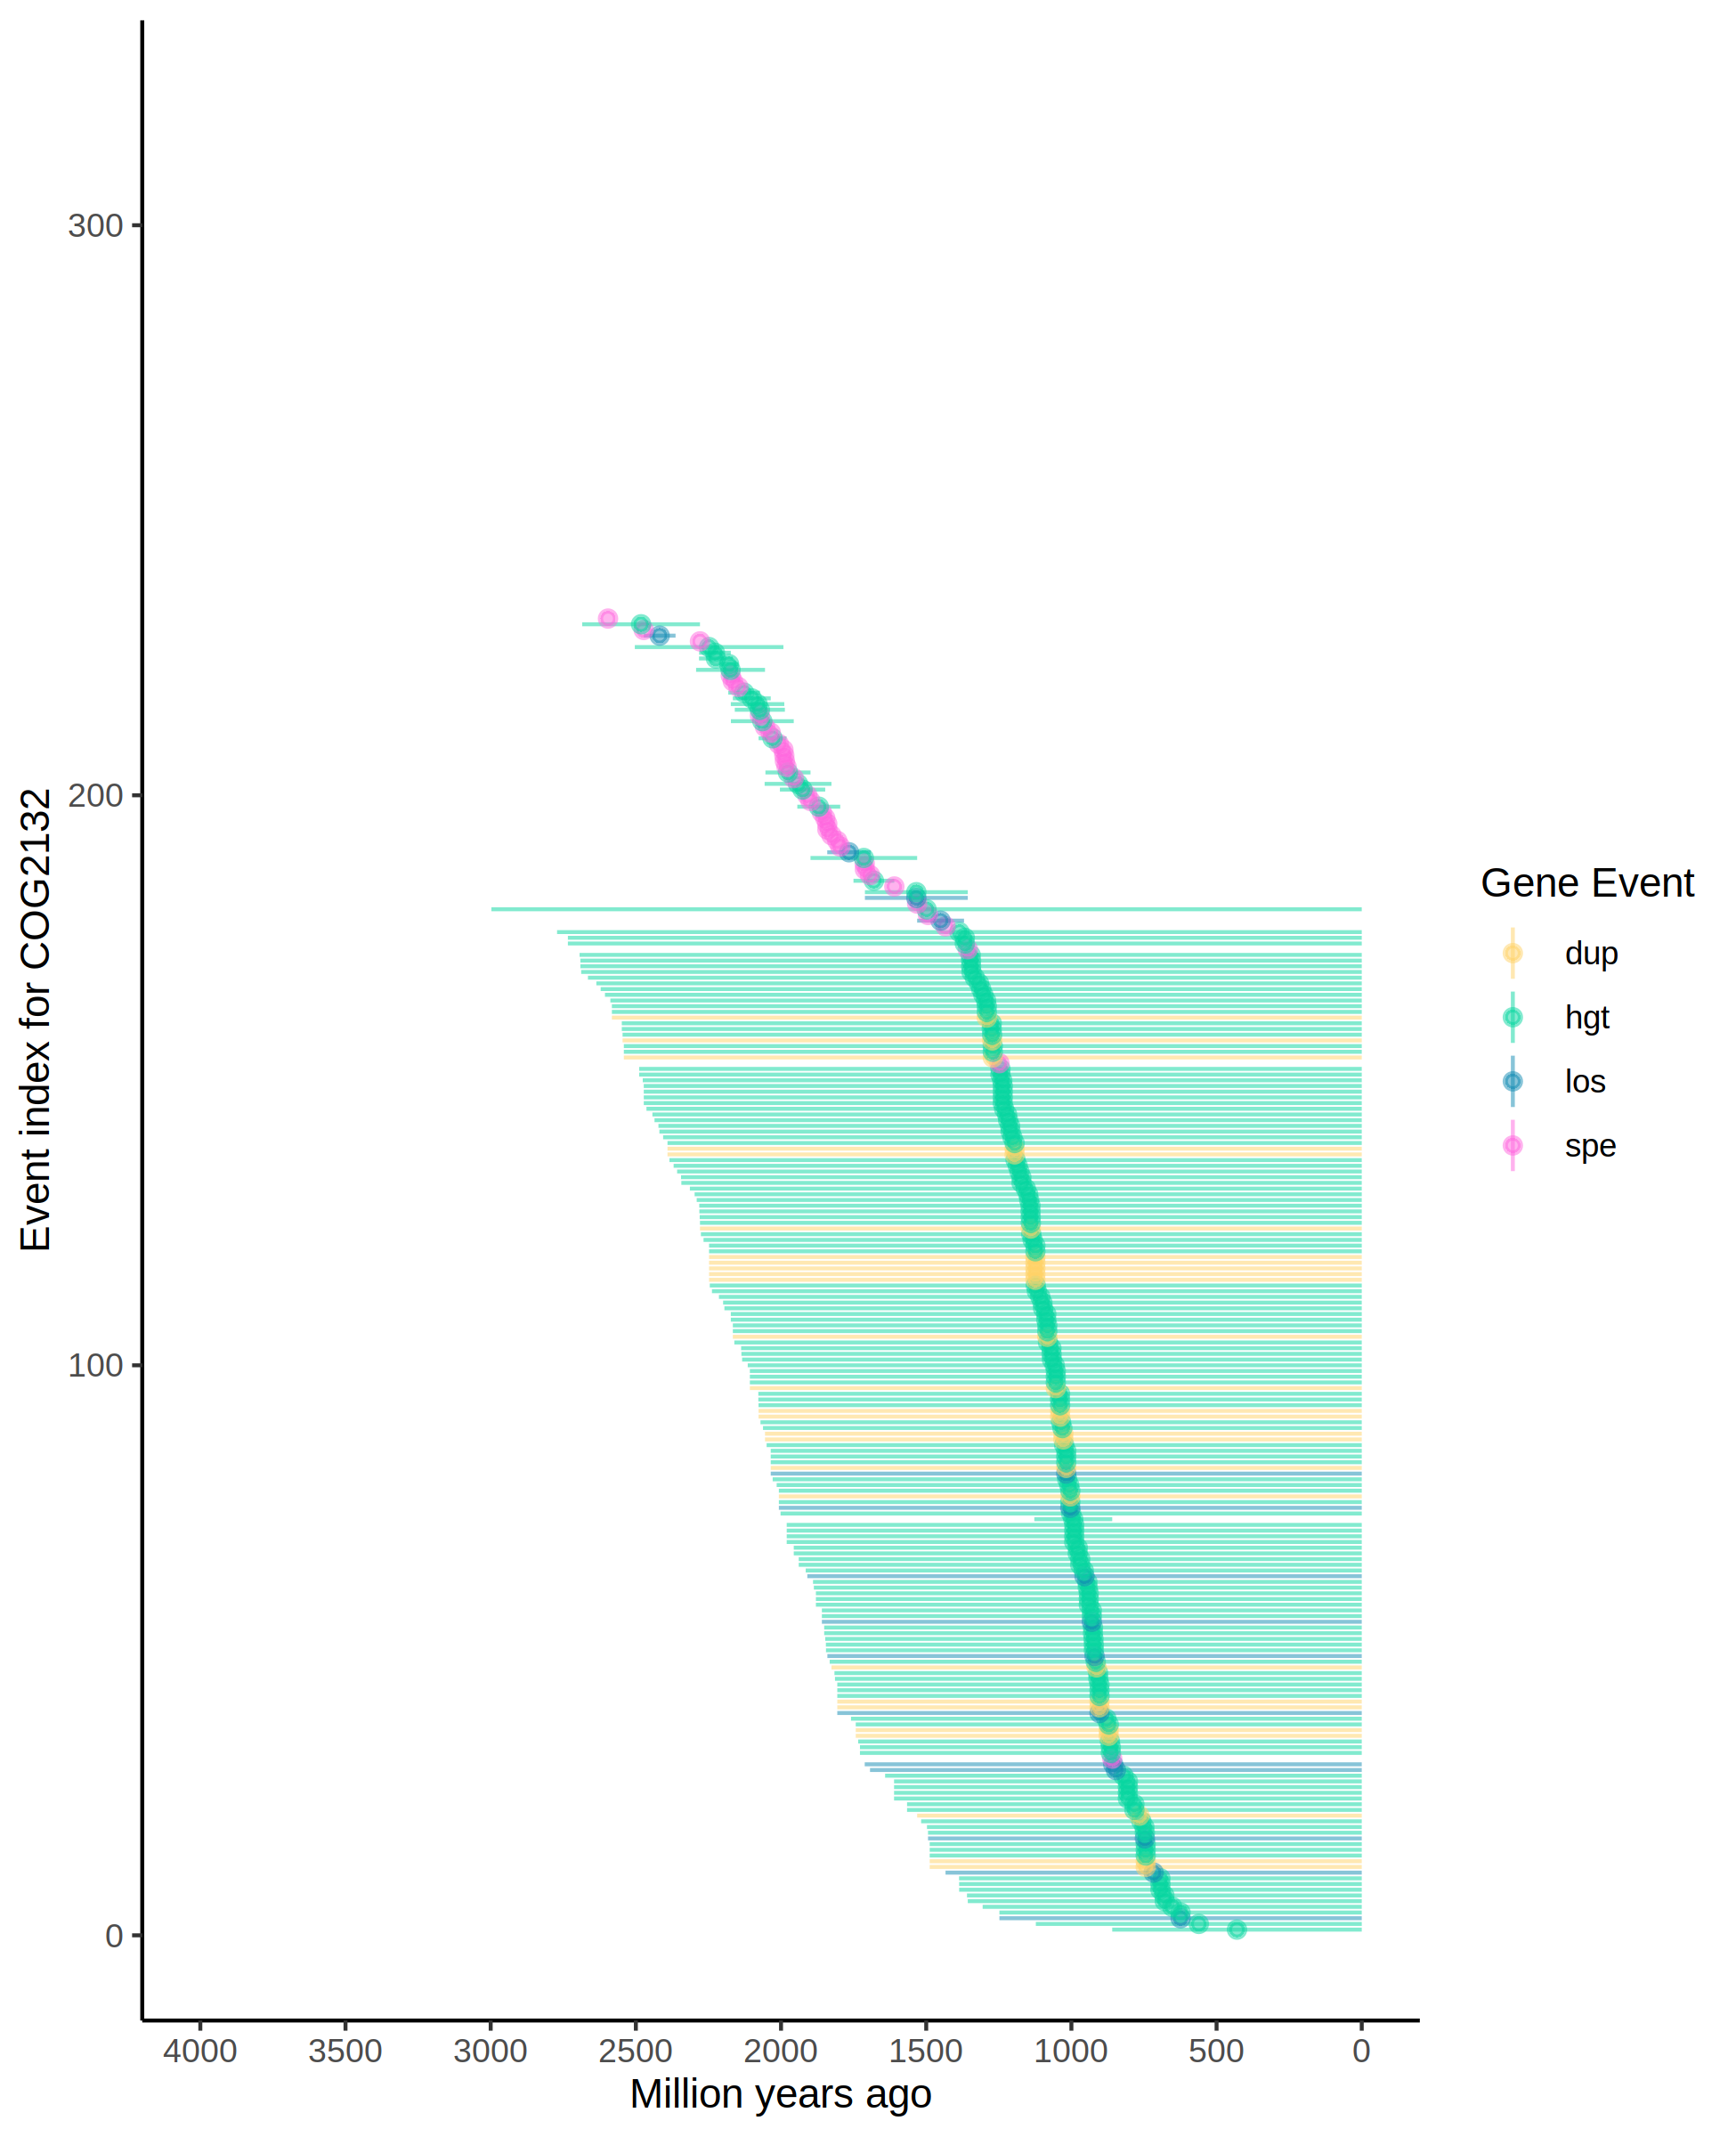 Event index for COG2132
300
200
100
0
4000 3500 3000 2500 2000 1500 1000 500 0
Million years ago
Gene Event
dup
hgt
los
spe